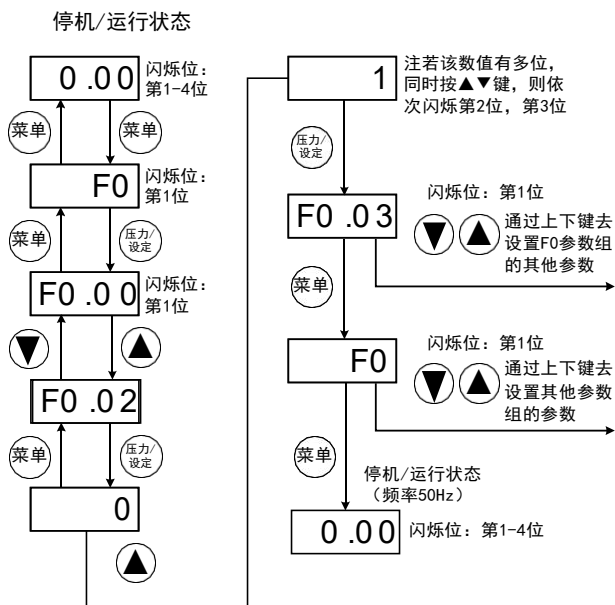 停机/运行状态
0.00
闪烁位:
第1-4位
菜单
菜单
F0
闪烁位:
第1位
菜单
压力/
设定
F0.00
闪烁位:
第1位
F0.02
菜单
压力/
设定
0
1
注若该数值有多位,
同时按▲▼键, 则依
次闪烁第2位, 第3位
压力/
设定
F0.03
闪烁位: 第1位
通过上下键去
设置F0参数组
的其他参数
菜单
F0
闪烁位: 第1位
通过上下键去
设置其他参数
组的参数
菜单
停机/运行状态
(频率50Hz)
0.00
闪烁位: 第1-4位